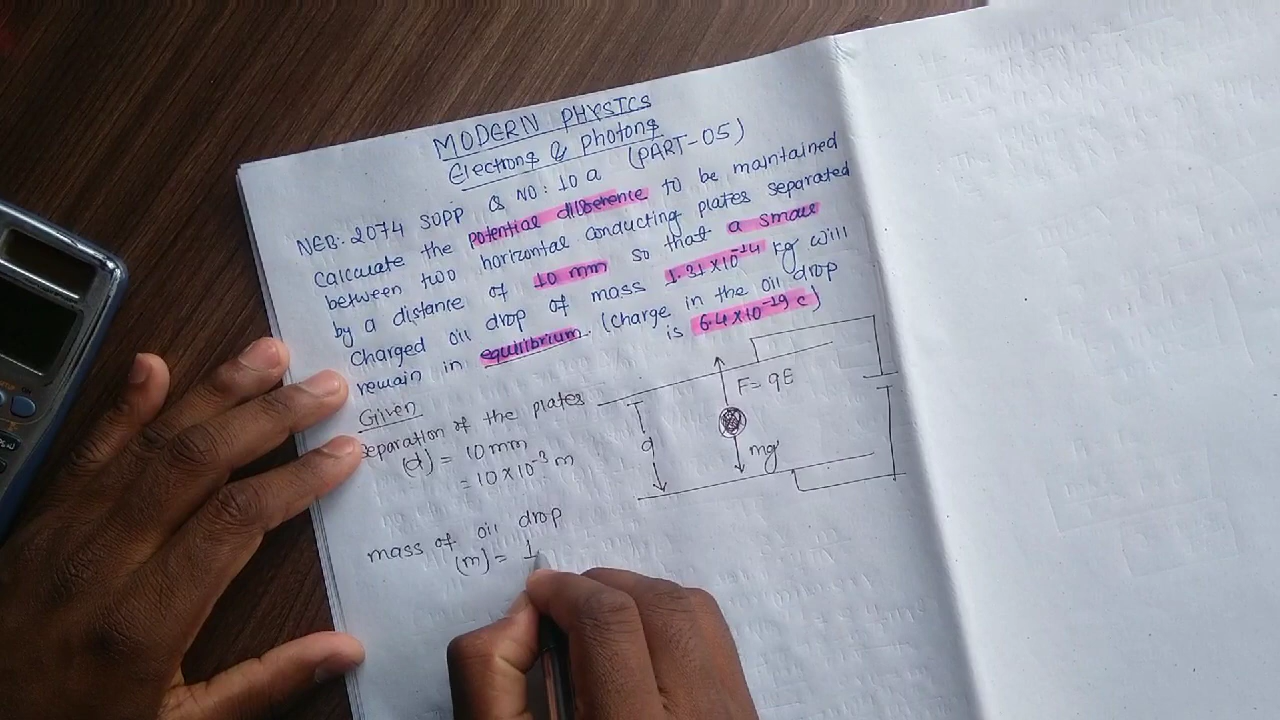 MODERN PHYSICS
Electrons & Photons
(PART-05)
NEB-2074 SUPP Q NO: 10 a
Calculate the potential difference to be maintained
between two horizontal conducting plates separated
by a distance of 10 mm so that a small
Charged oil drop of mass 1.31×10⁻¹⁴ kg will
remain in equilibrium. (Charge in the oil drop
is 6.4×10⁻¹⁹ C)
Given
separation of the plates
(d) = 10 mm
= 10×10⁻³ m
mass of oil drop
(m) = 1
F = qE
d
mg